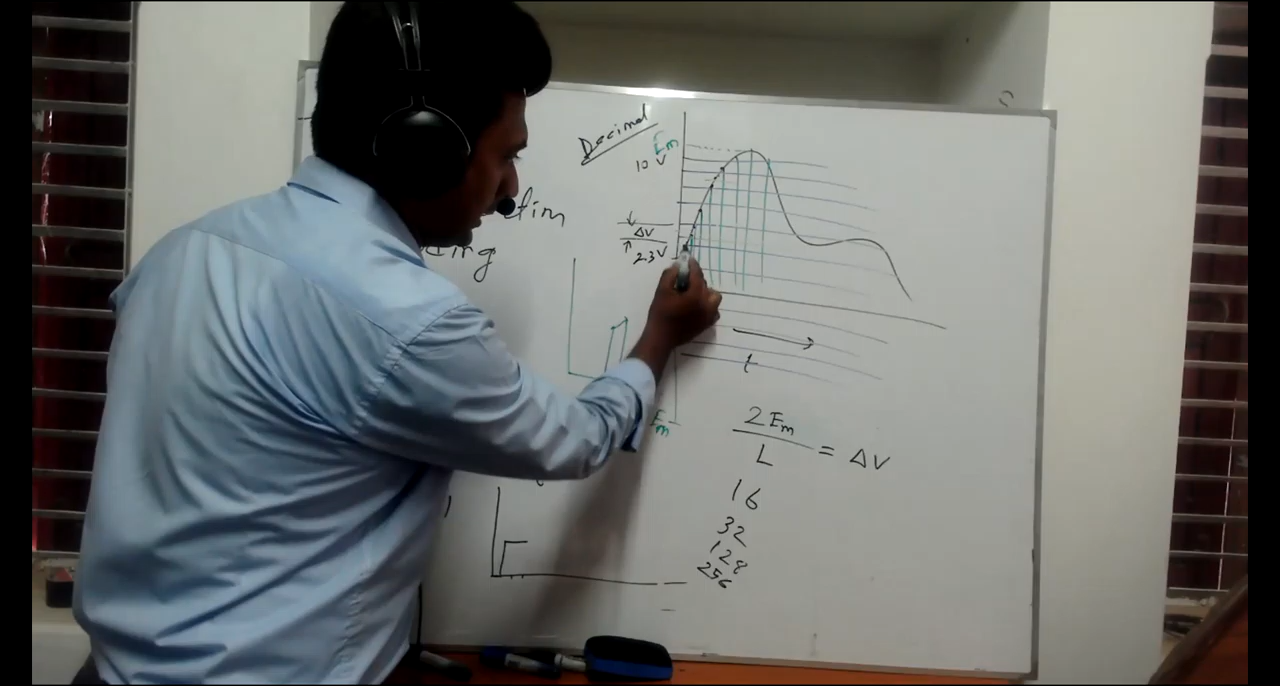 Decimal
Em
10 V
ΔV
2.3V
t
Em
2Em
L
= ΔV
16
32
128
256